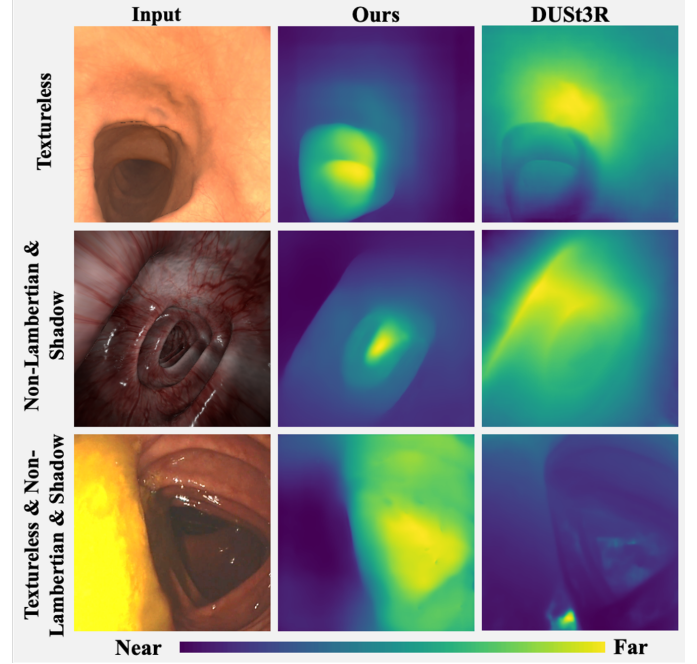 Input Ours DUSt3R
Textureless
Non-Lambertian &
Shadow
Textureless & Non-
Lambertian & Shadow
Near Far